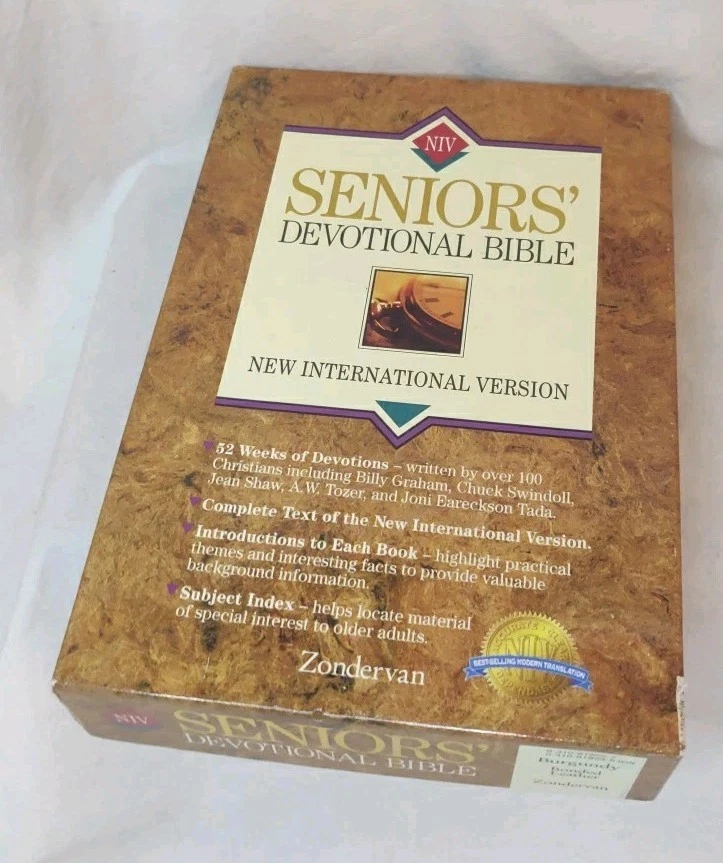 NIV
SENIORS'
DEVOTIONAL BIBLE
NEW INTERNATIONAL VERSION
52 Weeks of Devotions – written by over 100
Christians including Billy Graham, Chuck Swindoll,
Jean Shaw, A.W. Tozer, and Joni Eareckson Tada.
Complete Text of the New International Version.
Introductions to Each Book – highlight practical
themes and interesting facts to provide valuable
background information.
Subject Index – helps locate material
of special interest to older adults.
NIV
BEST-SELLING MODERN TRANSLATION
Zondervan
NIV
SENIORS'
DEVOTIONAL BIBLE
Burgundy
Bonded
Leather
Zondervan